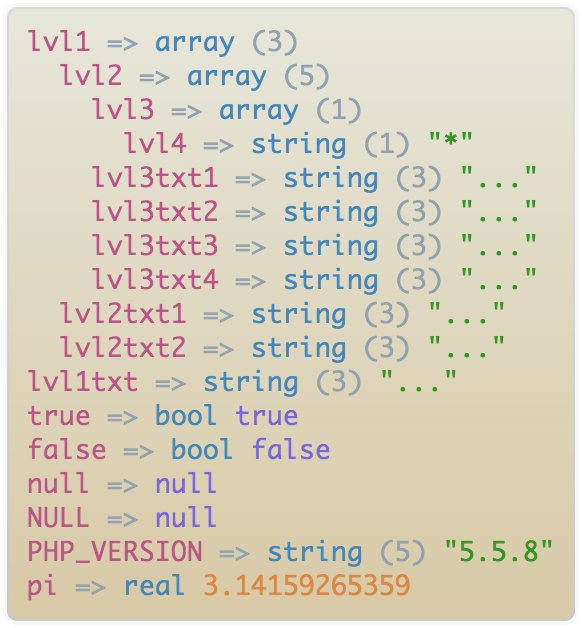 lvl1 => array (3)
lvl2 => array (5)
lvl3 => array (1)
lvl4 => string (1) "*"
lvl3txt1 => string (3) "..."
lvl3txt2 => string (3) "..."
lvl3txt3 => string (3) "..."
lvl3txt4 => string (3) "..."
lvl2txt1 => string (3) "..."
lvl2txt2 => string (3) "..."
lvl1txt => string (3) "..."
true => bool true
false => bool false
null => null
NULL => null
PHP_VERSION => string (5) "5.5.8"
pi => real 3.14159265359